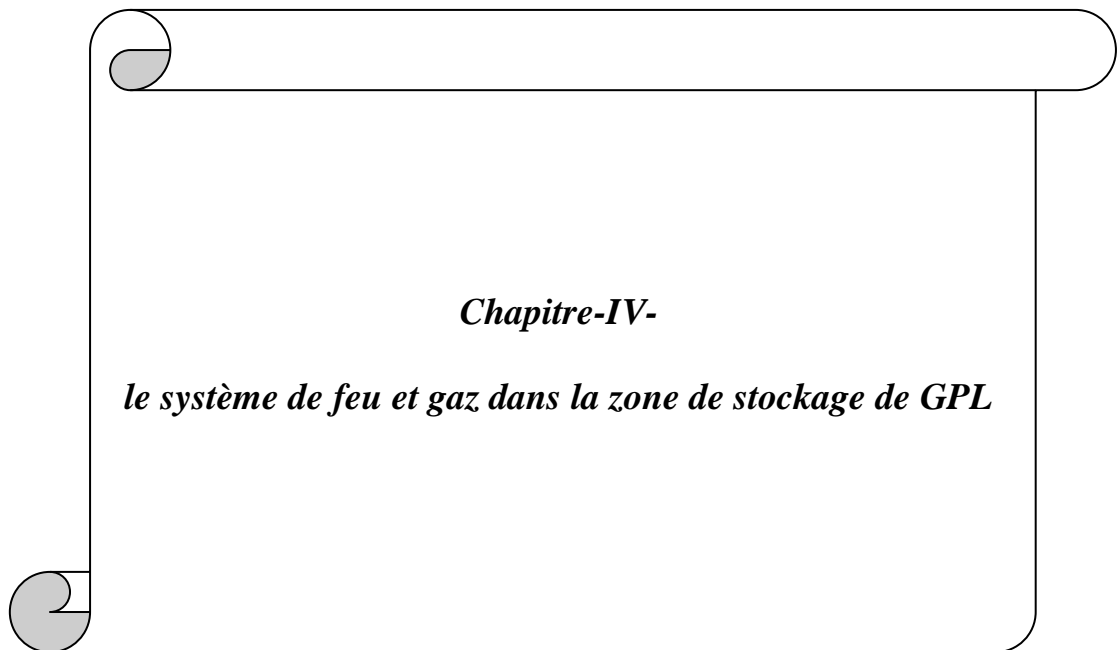 Chapitre-IV-
le système de feu et gaz dans la zone de stockage de GPL